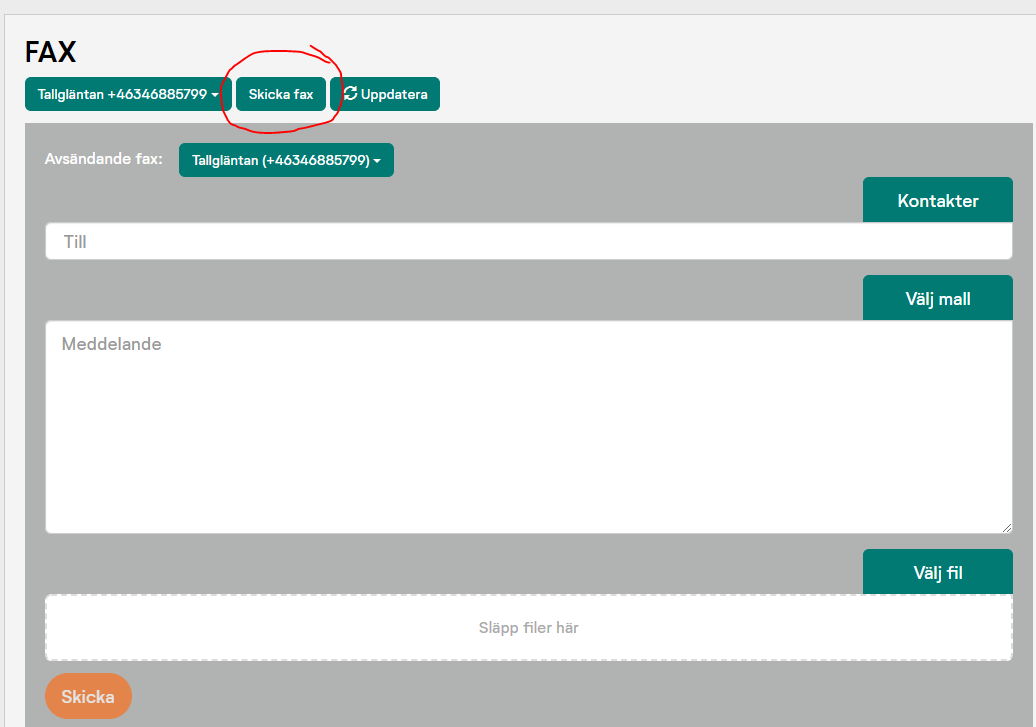 FAX
Tallgläntan +46346885799 Skicka fax Uppdatera
Avsändande fax: Tallgläntan (+46346885799)
Kontakter
Till
Välj mall
Meddelande
Välj fil
Släpp filer här
Skicka